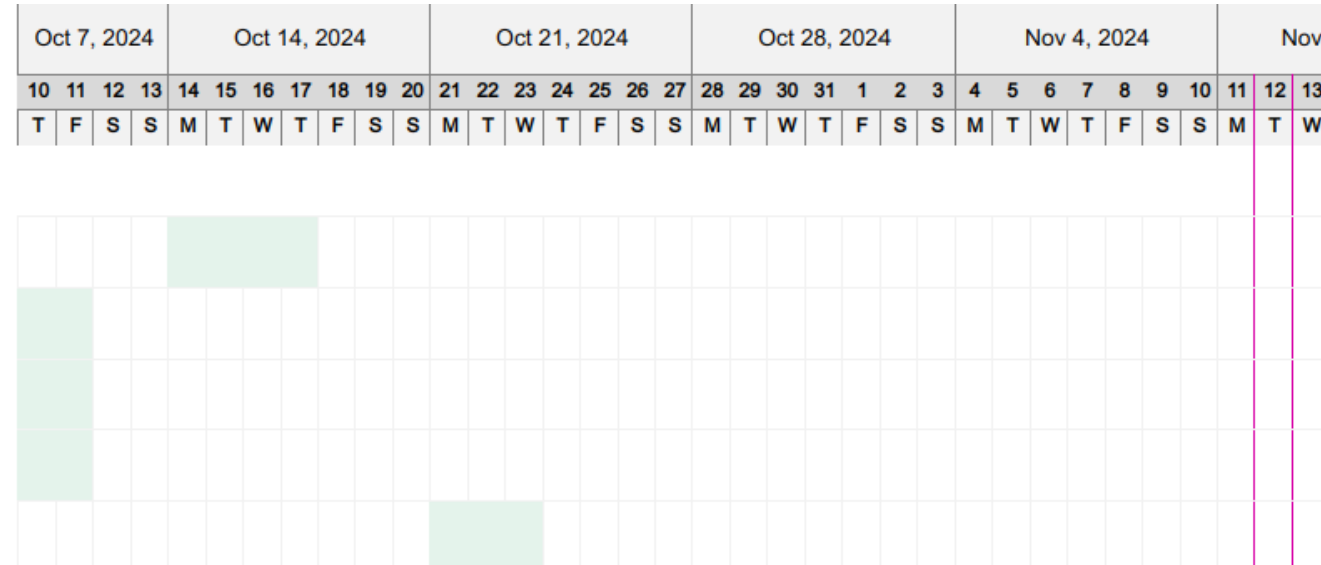 Oct 7, 2024 Oct 14, 2024 Oct 21, 2024 Oct 28, 2024 Nov 4, 2024 Nov
10 11 12 13 14 15 16 17 18 19 20 21 22 23 24 25 26 27 28 29 30 31 1 2 3 4 5 6 7 8 9 10 11 12 13
T F S S M T W T F S S M T W T F S S M T W T F S S M T W T F S S M T W